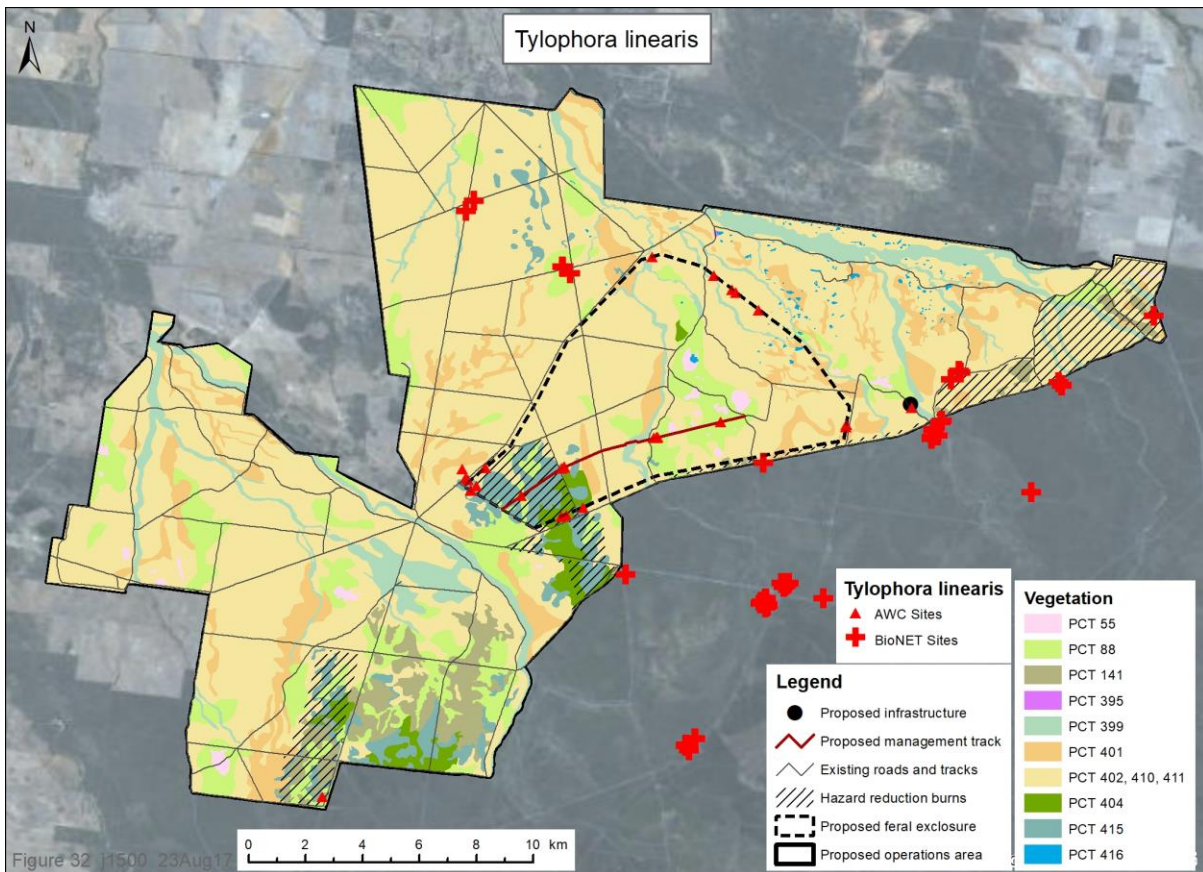 N
Tylophora linearis
Tylophora linearis
AWC Sites
BioNET Sites
Legend
Proposed infrastructure
Proposed management track
Existing roads and tracks
Hazard reduction burns
Proposed feral exclosure
Proposed operations area
Vegetation
PCT 55
PCT 88
PCT 141
PCT 395
PCT 399
PCT 401
PCT 402, 410, 411
PCT 404
PCT 415
PCT 416
0 2 4 6 8 10 km
Figure 32 j1500 23Aug17